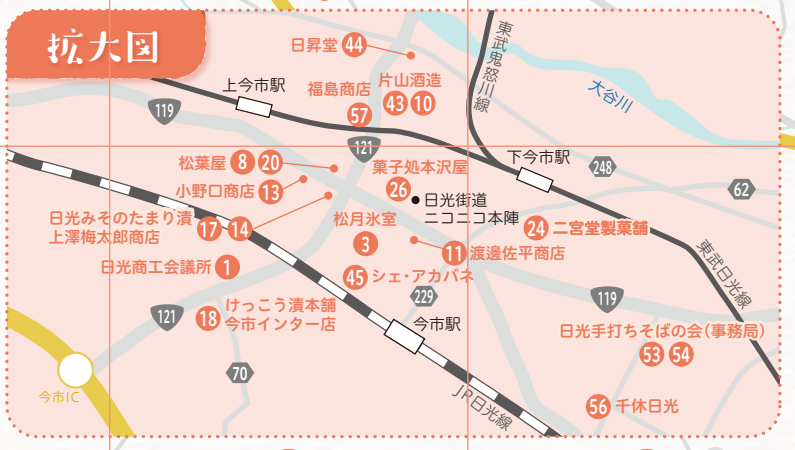 拡大図
日昇堂 44
上今市駅
福島商店
57
片山酒造
43 10
東武鬼怒川線
大谷川
119
121
松葉屋 8 20
菓子処本沢屋
26
下今市駅
248
62
小野口商店 13
日光街道
ニコニコ本陣
日光みそのたまり漬
上澤梅太郎商店
17 14
松月氷室
3
24 二宮堂製菓舗
11 渡邊佐平商店
日光商工会議所 1
45 シェ・アカバネ
東武日光線
229
119
121
18 けっこう漬本舗
今市インター店
今市駅
日光手打ちそばの会(事務局)
53 54
70
今市IC
JR日光線
56 千休日光